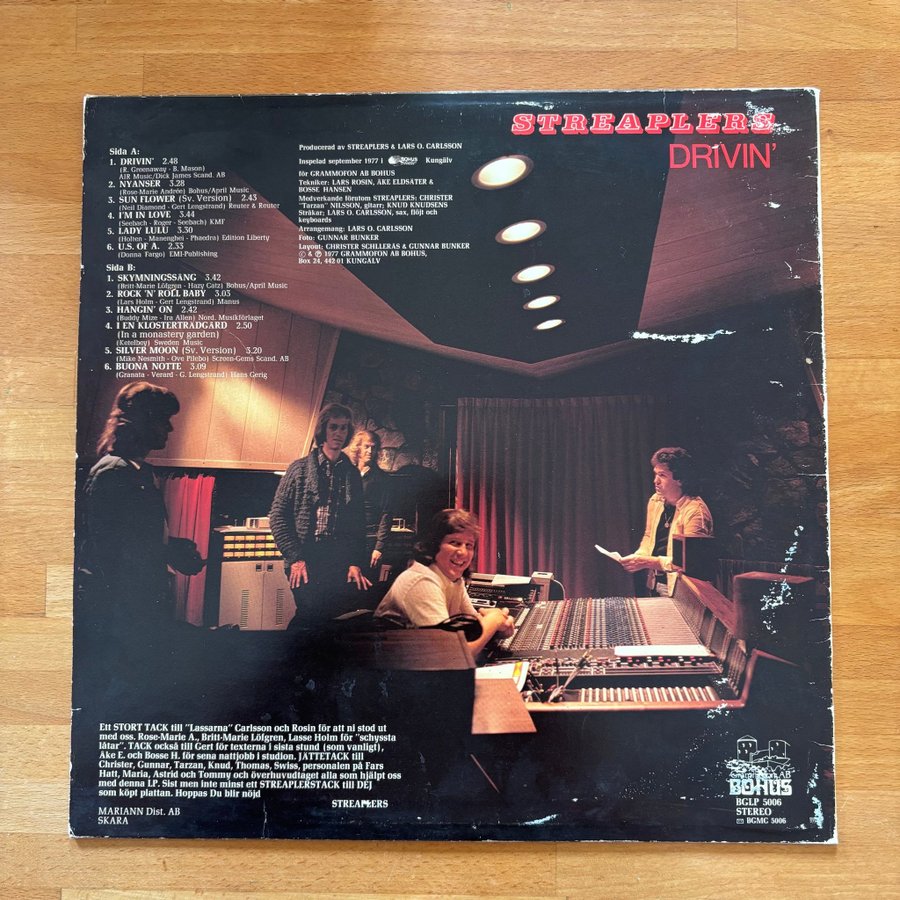 STREAPLERS
DRIVIN'
Sida A:
1. DRIVIN' 2.48
(R. Greenaway - B. Mason)
AIR Music/Dick James Scand. AB
2. NYANSER 3.28
(Rose-Marie Andrée) Bohus/April Music
3. SUN FLOWER (Sv. Version) 2.43
(Neil Diamond - Gert Lengstrand) Reuter & Reuter
4. I'M IN LOVE 3.44
(Seebach - Roger - Seebach) KMF
5. LADY LULU 3.30
(Holten - Manenghei - Phaedra) Edition Liberty
6. U.S. OF A. 2.33
(Donna Fargo) EMI-Publishing
Sida B:
1. SKYMNINGSSÅNG 3.42
(Britt-Marie Löfgren - Hazy Catz) Bohus/April Music
2. ROCK 'N' ROLL BABY 3.03
(Lars Holm - Gert Lengstrand) Manus
3. HANGIN' ON 2.42
(Buddy Mize - Ira Allen) Nord. Musikförlaget
4. I EN KLOSTERTRÄDGÅRD 2.50
(In a monastery garden)
(Ketelbey) Sweden Music
5. SILVER MOON (Sv. Version) 3.20
(Mike Nesmith - Ove Pilebo) Screen-Gems Scand. AB
6. BUONA NOTTE 3.09
(Granata - Verard - G. Lengstrand) Hans Gerig
Producerad av STREAPLERS & LARS O. CARLSSON
Inspelad september 1977 i BOHUS Kungälv
för GRAMMOFON AB BOHUS
Tekniker: LARS ROSIN, ÅKE ELDSÄTER &
BOSSE HANSEN
Medverkande förutom STREAPLERS: CHRISTER
"Tarzan" NILSSON, gitarr; KNUD KNUDSENS
Stråkar; LARS O. CARLSSON, sax, flöjt och
keyboards
Arrangemang: LARS O. CARLSSON
Foto: GUNNAR BUNKER
Layout: CHRISTER SCHLLERAS & GUNNAR BUNKER
© & ℗ 1977 GRAMMOFON AB BOHUS,
Box 24, 442 01 KUNGÄLV
Ett STORT TACK till "Lassarna" Carlsson och Rosin för att ni stod ut
med oss. Rose-Marie A., Britt-Marie Löfgren, Lasse Holm för "schyssta
låtar". TACK också till Gert för texterna i sista stund (som vanligt),
Åke E. och Bosse H. för sena nattjobb i studion. JÄTTETACK till
Christer, Gunnar, Tarzan, Knud, Thomas, Swiss, personalen på Fars
Hatt, Maria, Astrid och Tommy och överhuvudtaget alla som hjälpt oss
med denna LP. Sist men inte minst ett STREAPLERSTACK till DEJ
som köpt plattan. Hoppas Du blir nöjd
STREAPLERS
MARIANN Dist. AB
SKARA
BOHUS
BGLP 5006
STEREO
BGMC 5006